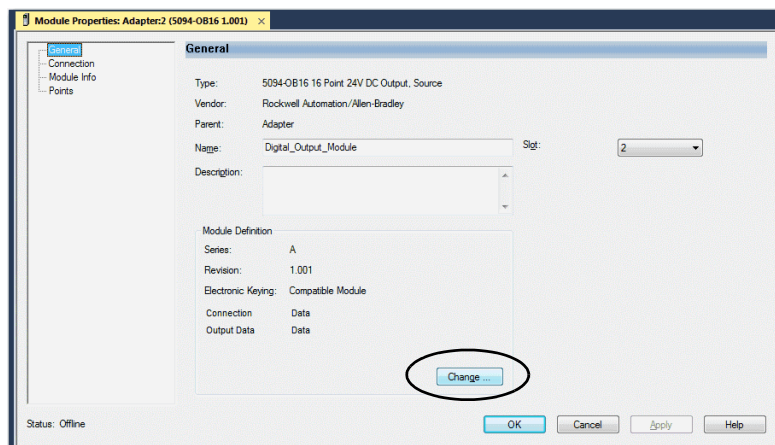 Module Properties: Adapter:2 (5094-OB16 1.001) ×
General
Connection
Module Info
Points
General
Type: 5094-OB16 16 Point 24V DC Output, Source
Vendor: Rockwell Automation/Allen-Bradley
Parent: Adapter
Name: Digital_Output_Module
Slot: 2
Description:
Module Definition
Series: A
Revision: 1.001
Electronic Keying: Compatible Module
Connection Data
Output Data Data
Change ...
Status: Offline
OK Cancel Apply Help